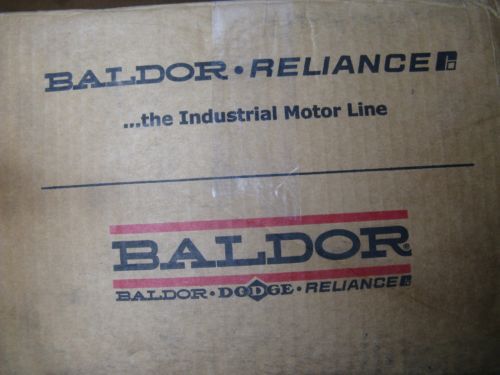 BALDOR • RELIANCE
...the Industrial Motor Line
BALDOR®
BALDOR • DODGE • RELIANCE